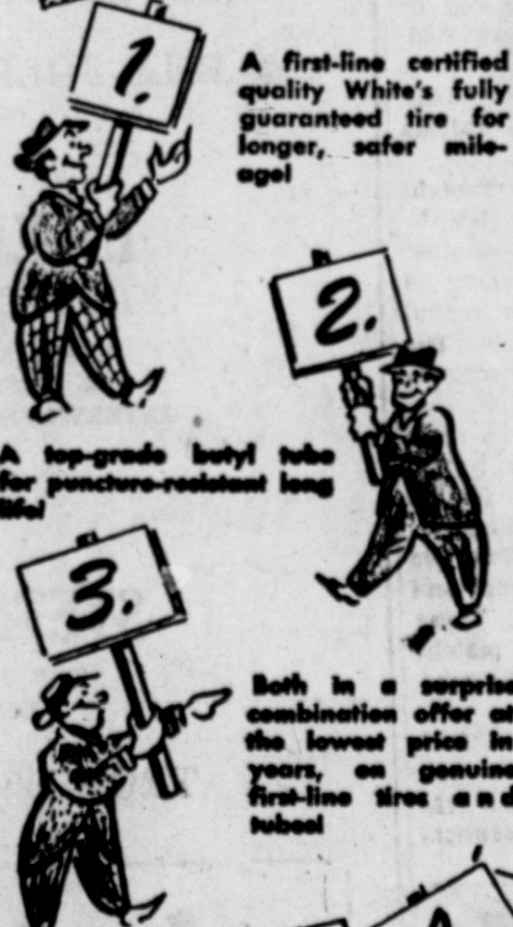 1.
A first-line certified
quality White's fully
guaranteed tire for
longer, safer mile-
age!
2.
A top-grade butyl tube
for puncture-resistant long
life!
3.
Both in a surprise
combination offer at
the lowest price in
years, on genuine
first-line tires and
tubes!